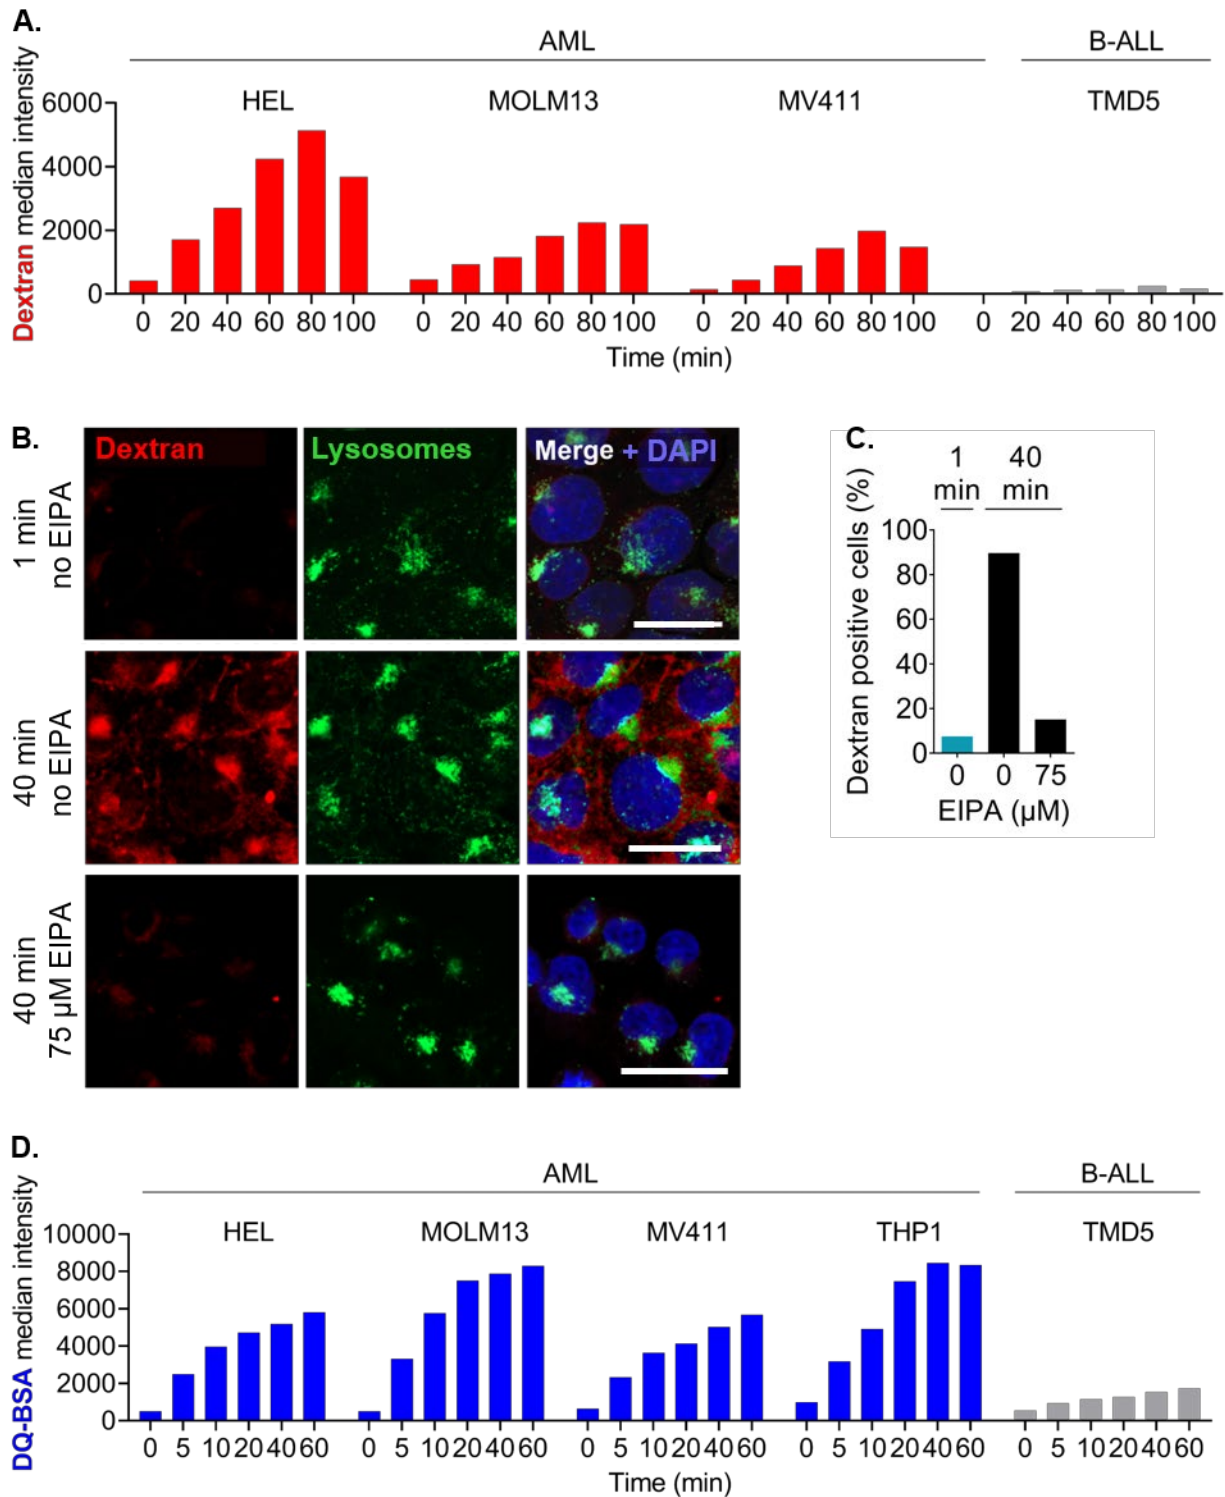 A.
AML
B-ALL
HEL
MOLM13
MV411
TMD5
Dextran median intensity
6000
4000
2000
0
0 20 40 60 80 100
0 20 40 60 80 100
0 20 40 60 80 100
0 20 40 60 80 100
Time (min)
B.
Dextran
Lysosomes
Merge + DAPI
1 min
no EIPA
40 min
no EIPA
40 min
75 µM EIPA
C.
1
min
40
min
Dextran positive cells (%)
100
80
60
40
20
0
0 0 75
EIPA (µM)
D.
AML
B-ALL
HEL
MOLM13
MV411
THP1
TMD5
DQ-BSA median intensity
10000
8000
6000
4000
2000
0
0 5 10 20 40 60
0 5 10 20 40 60
0 5 10 20 40 60
0 5 10 20 40 60
0 5 10 20 40 60
Time (min)